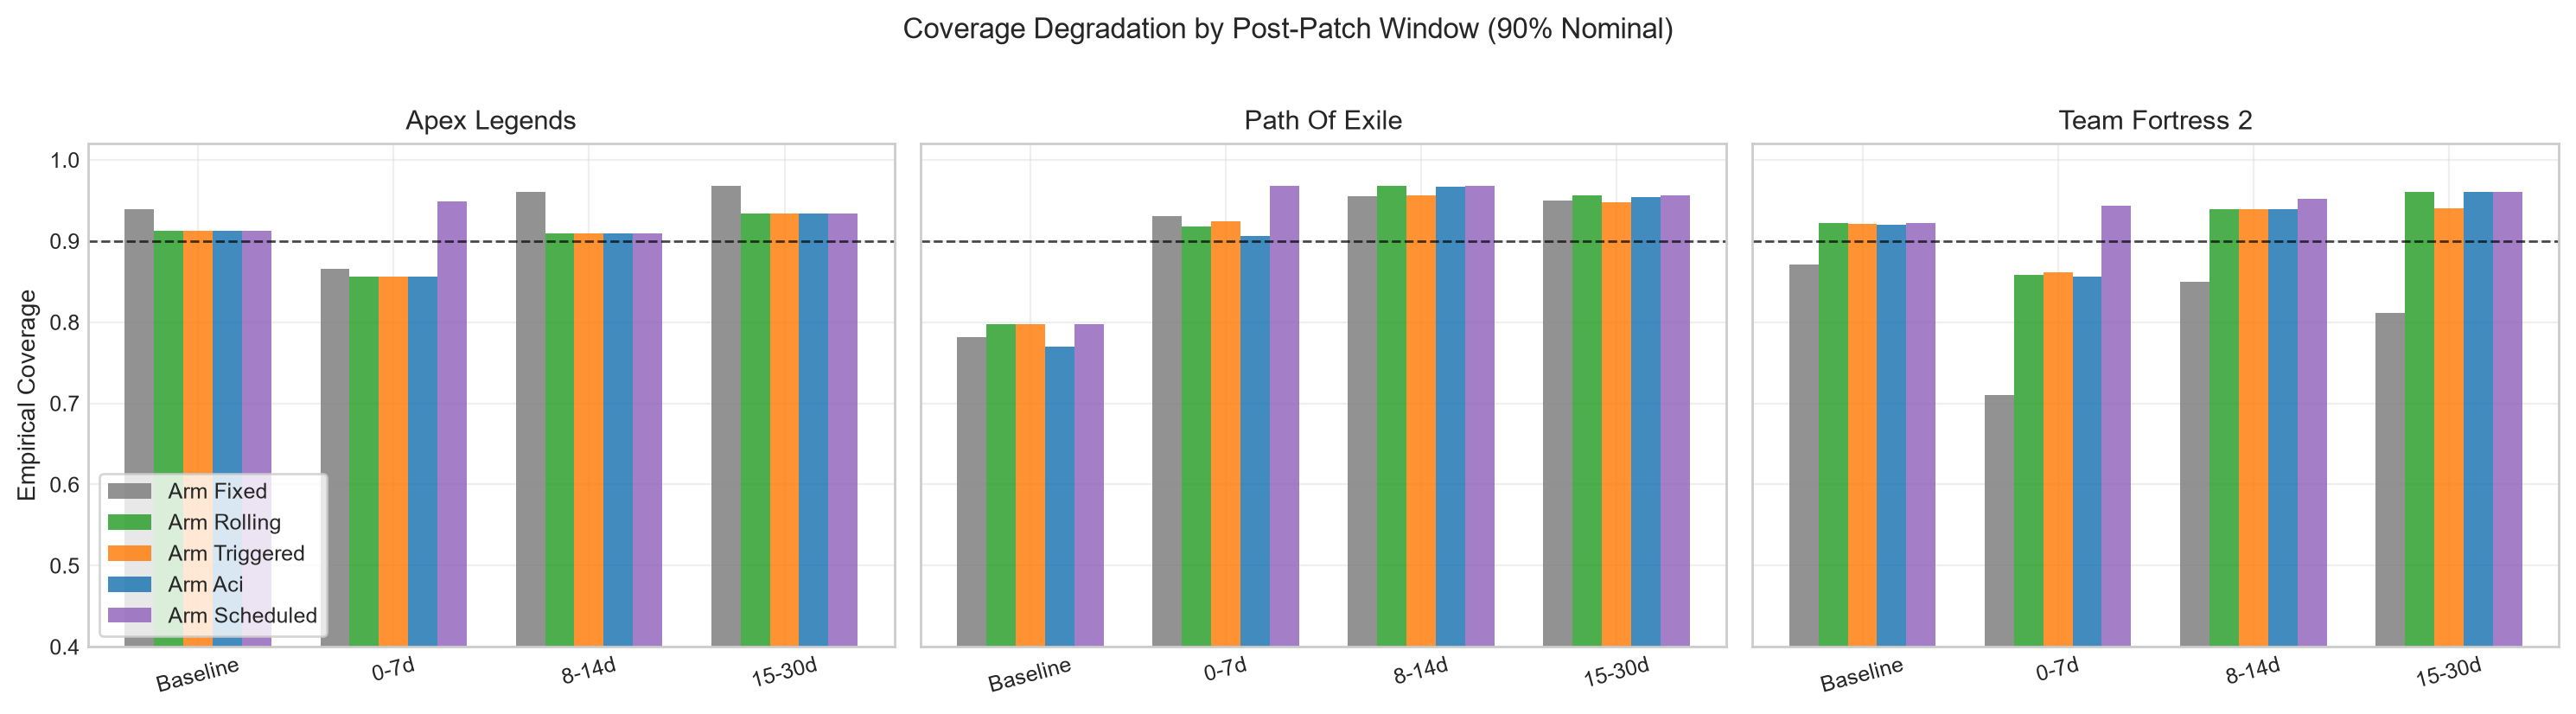 Coverage Degradation by Post-Patch Window (90% Nominal)
Apex Legends
Path Of Exile
Team Fortress 2
Empirical Coverage
1.0
0.9
0.8
0.7
0.6
0.5
0.4
Arm Fixed
Arm Rolling
Arm Triggered
Arm Aci
Arm Scheduled
Baseline
0-7d
8-14d
15-30d
Baseline
0-7d
8-14d
15-30d
Baseline
0-7d
8-14d
15-30d